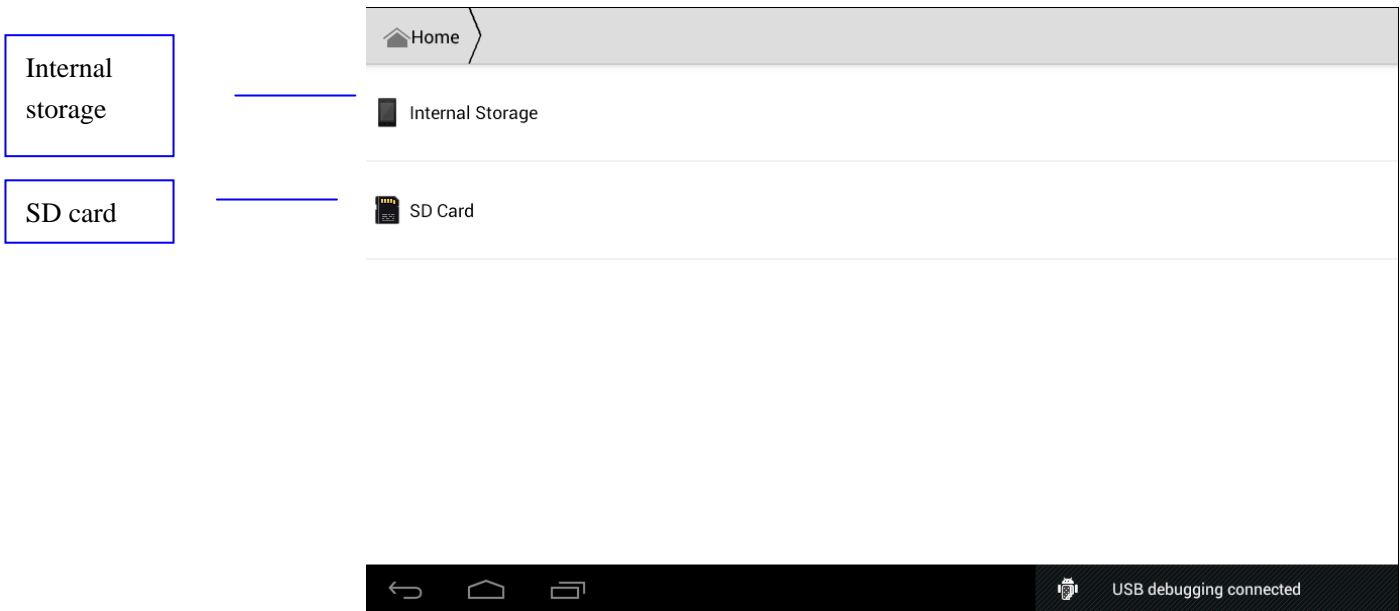 Home
Internal
storage
Internal Storage
SD card
SD Card
USB debugging connected